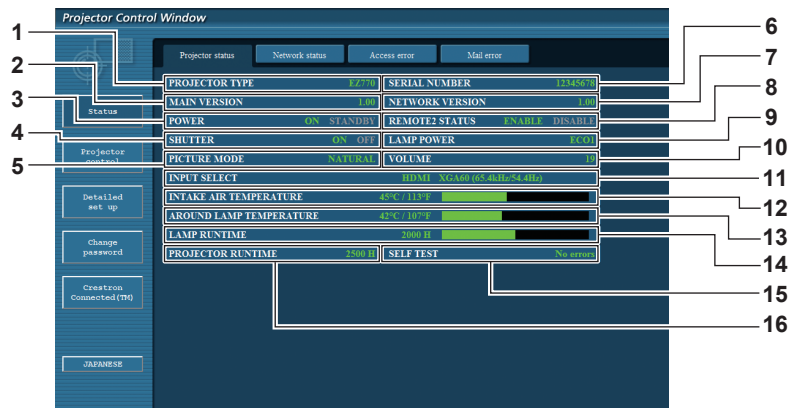 Projector Control Window
Projector status Network status Access error Mail error
PROJECTOR TYPE EZ770 SERIAL NUMBER 12345678
MAIN VERSION 1.00 NETWORK VERSION 1.00
POWER ON STANDBY REMOTE2 STATUS ENABLE DISABLE
SHUTTER ON OFF LAMP POWER ECO1
PICTURE MODE NATURAL VOLUME 19
INPUT SELECT HDMI XGA60 (65.4kHz/54.4Hz)
INTAKE AIR TEMPERATURE 45°C / 113°F
AROUND LAMP TEMPERATURE 42°C / 107°F
LAMP RUNTIME 2000 H
PROJECTOR RUNTIME 2500 H SELF TEST No errors
Status
Projector
control
Detailed
set up
Change
password
Crestron
Connected(TM)
JAPANESE
1
2
3
4
5
6
7
8
9
10
11
12
13
14
15
16